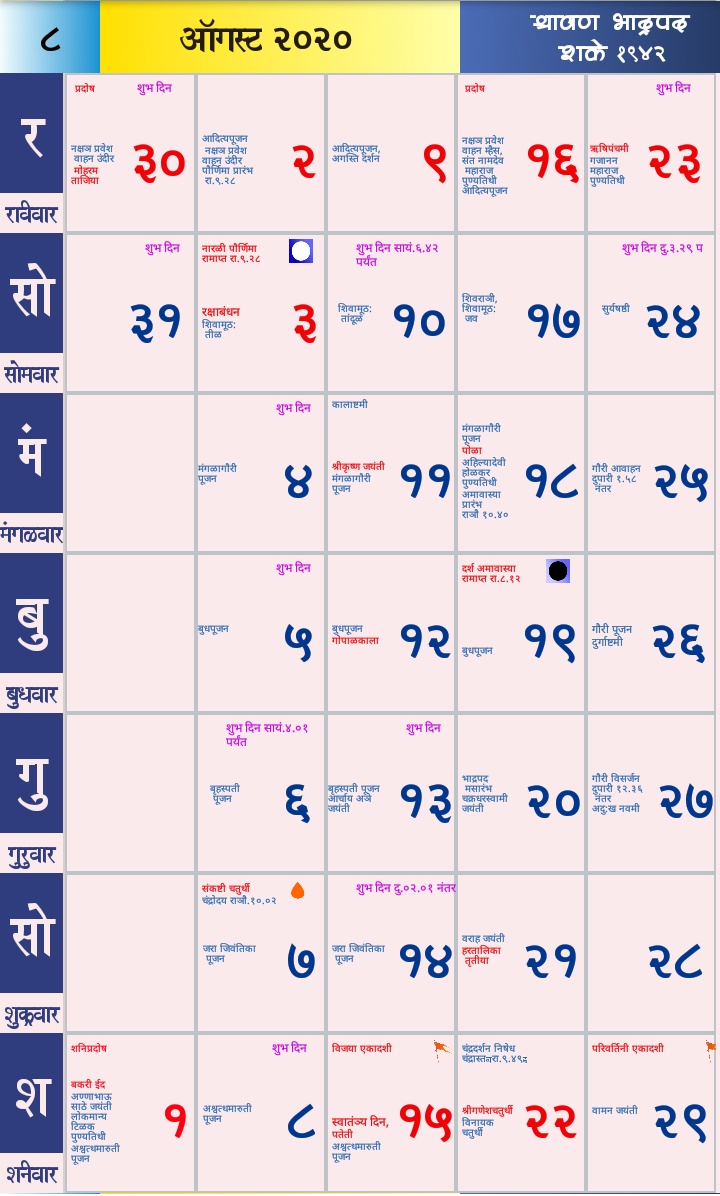 ८
ऑगस्ट २०२०
श्रावण भाद्रपद
शके १९४२
र
रविवार
प्रदोष
शुभ दिन
नक्षत्र प्रवेश
वाहन उंदीर
मोहरम
ताजिया
३०
आदित्यपूजन
नक्षत्र प्रवेश
वाहन उंदीर
पौर्णिमा प्रारंभ
रा.९.२८
२
आदित्यपूजन,
अगस्ति दर्शन
९
प्रदोष
नक्षत्र प्रवेश
वाहन म्हैस,
संत नामदेव
महाराज
पुण्यतिथी
आदित्यपूजन
१६
शुभ दिन
ऋषिपंचमी
गजानन
महाराज
पुण्यतिथी
२३
सो
सोमवार
शुभ दिन
३१
नारळी पौर्णिमा
रामाप्त रा.९.२८
रक्षाबंधन
शिवामूठ:
तीळ
३
शुभ दिन सायं.६.४२
पर्यंत
शिवामूठ:
तांदूळ
१०
शिवरात्री,
शिवामूठ:
जव
१७
शुभ दिन दु.३.२९ प
सुर्यषष्ठी
२४
मं
मंगळवार
शुभ दिन
मंगळागौरी
पूजन
४
कालाष्टमी
श्रीकृष्ण जयंती
मंगळागौरी
पूजन
११
मंगळागौरी
पूजन
पोळा
अहिल्यादेवी
होळकर
पुण्यतिथी
अमावास्या
प्रारंभ
रात्रौ १०.४०
१८
गौरी आवाहन
दुपारी १.५८
नंतर
२५
बु
बुधवार
शुभ दिन
बुधपूजन
५
बुधपूजन
गोपाळकाला
१२
दर्श अमावास्या
रामाप्त रा.८.१२
बुधपूजन
१९
गौरी पूजन
दुर्गाष्टमी
२६
गु
गुरुवार
शुभ दिन सायं.४.०१
पर्यंत
बृहस्पती
पूजन
६
शुभ दिन
बृहस्पती पूजन
आर्चाय अत्रे
जयंती
१३
भाद्रपद
मसारंभ
चक्रधरस्वामी
जयंती
२०
गौरी विसर्जन
दुपारी १२.३६
नंतर
अदु:ख नवमी
२७
सो
शुक्रवार
संकष्टी चतुर्थी
चंद्रोदय रात्रौ.१०.०२
जरा जिवंतिका
पूजन
७
शुभ दिन दु.०२.०१ नंतर
जरा जिवंतिका
पूजन
१४
वराह जयंती
हरतालिका
तृतीया
२१
२८
श
शनिवार
शनिप्रदोष
बकरी ईद
अण्णाभाऊ
साठे जयंती
लोकमान्य
टिळक
पुण्यतिथी
अश्वत्थमारुती
पूजन
१
शुभ दिन
अश्वत्थमारुती
पूजन
८
विजया एकादशी
स्वातंत्र्य दिन,
पतेती
अश्वत्थमारुती
पूजन
१५
चंद्रदर्शन निषेध
श्रीगणेशचतुर्थी
विनायक
चतुर्थी
२२
परिवर्तिनी एकादशी
वामन जयंती
२९